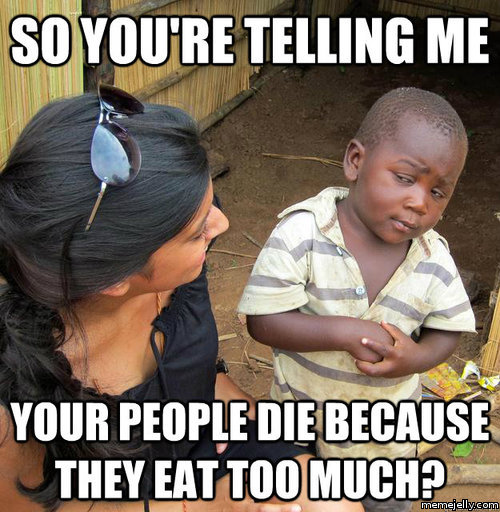 SO YOU'RE TELLING ME
YOUR PEOPLE DIE BECAUSE
THEY EAT TOO MUCH?
memejelly.com